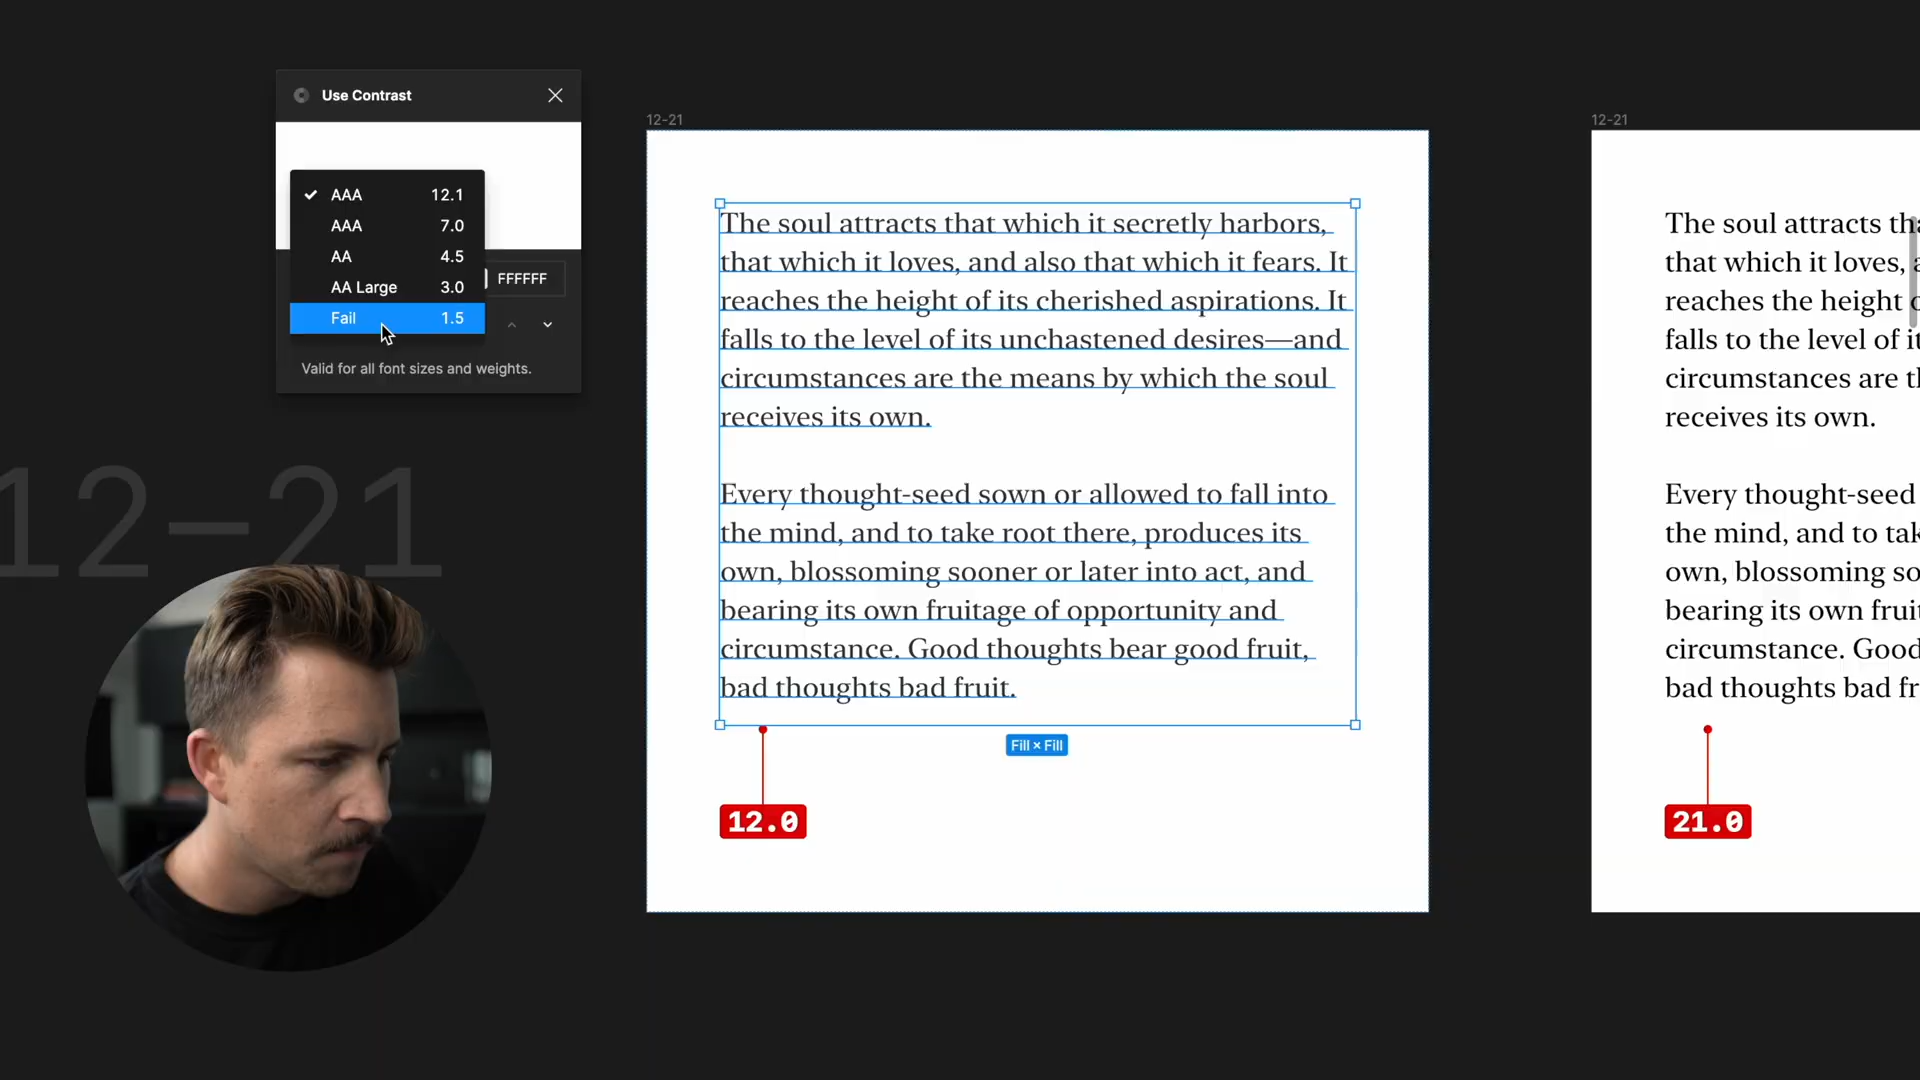 Use Contrast
AAA 12.1
AAA 7.0
AA 4.5
AA Large 3.0
Fail 1.5
FFFFFF
Valid for all font sizes and weights.
12-21
12-21
The soul attracts that which it secretly harbors,
that which it loves, and also that which it fears. It
reaches the height of its cherished aspirations. It
falls to the level of its unchastened desires—and
circumstances are the means by which the soul
receives its own.
Every thought-seed sown or allowed to fall into
the mind, and to take root there, produces its
own, blossoming sooner or later into act, and
bearing its own fruitage of opportunity and
circumstance. Good thoughts bear good fruit,
bad thoughts bad fruit.
Fill × Fill
12.0
12-21
The soul attracts tha
that which it loves, a
reaches the height o
falls to the level of it
circumstances are th
receives its own.
Every thought-seed
the mind, and to tak
own, blossoming so
bearing its own fruit
circumstance. Good
bad thoughts bad fr
21.0